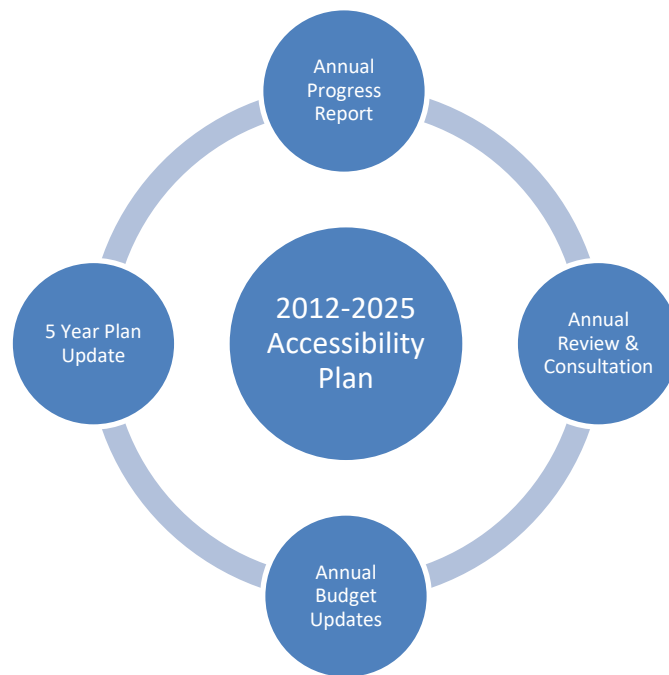 Annual
Progress
Report
2012-2025
Accessibility
Plan
5 Year Plan
Update
Annual
Review &
Consultation
Annual
Budget
Updates